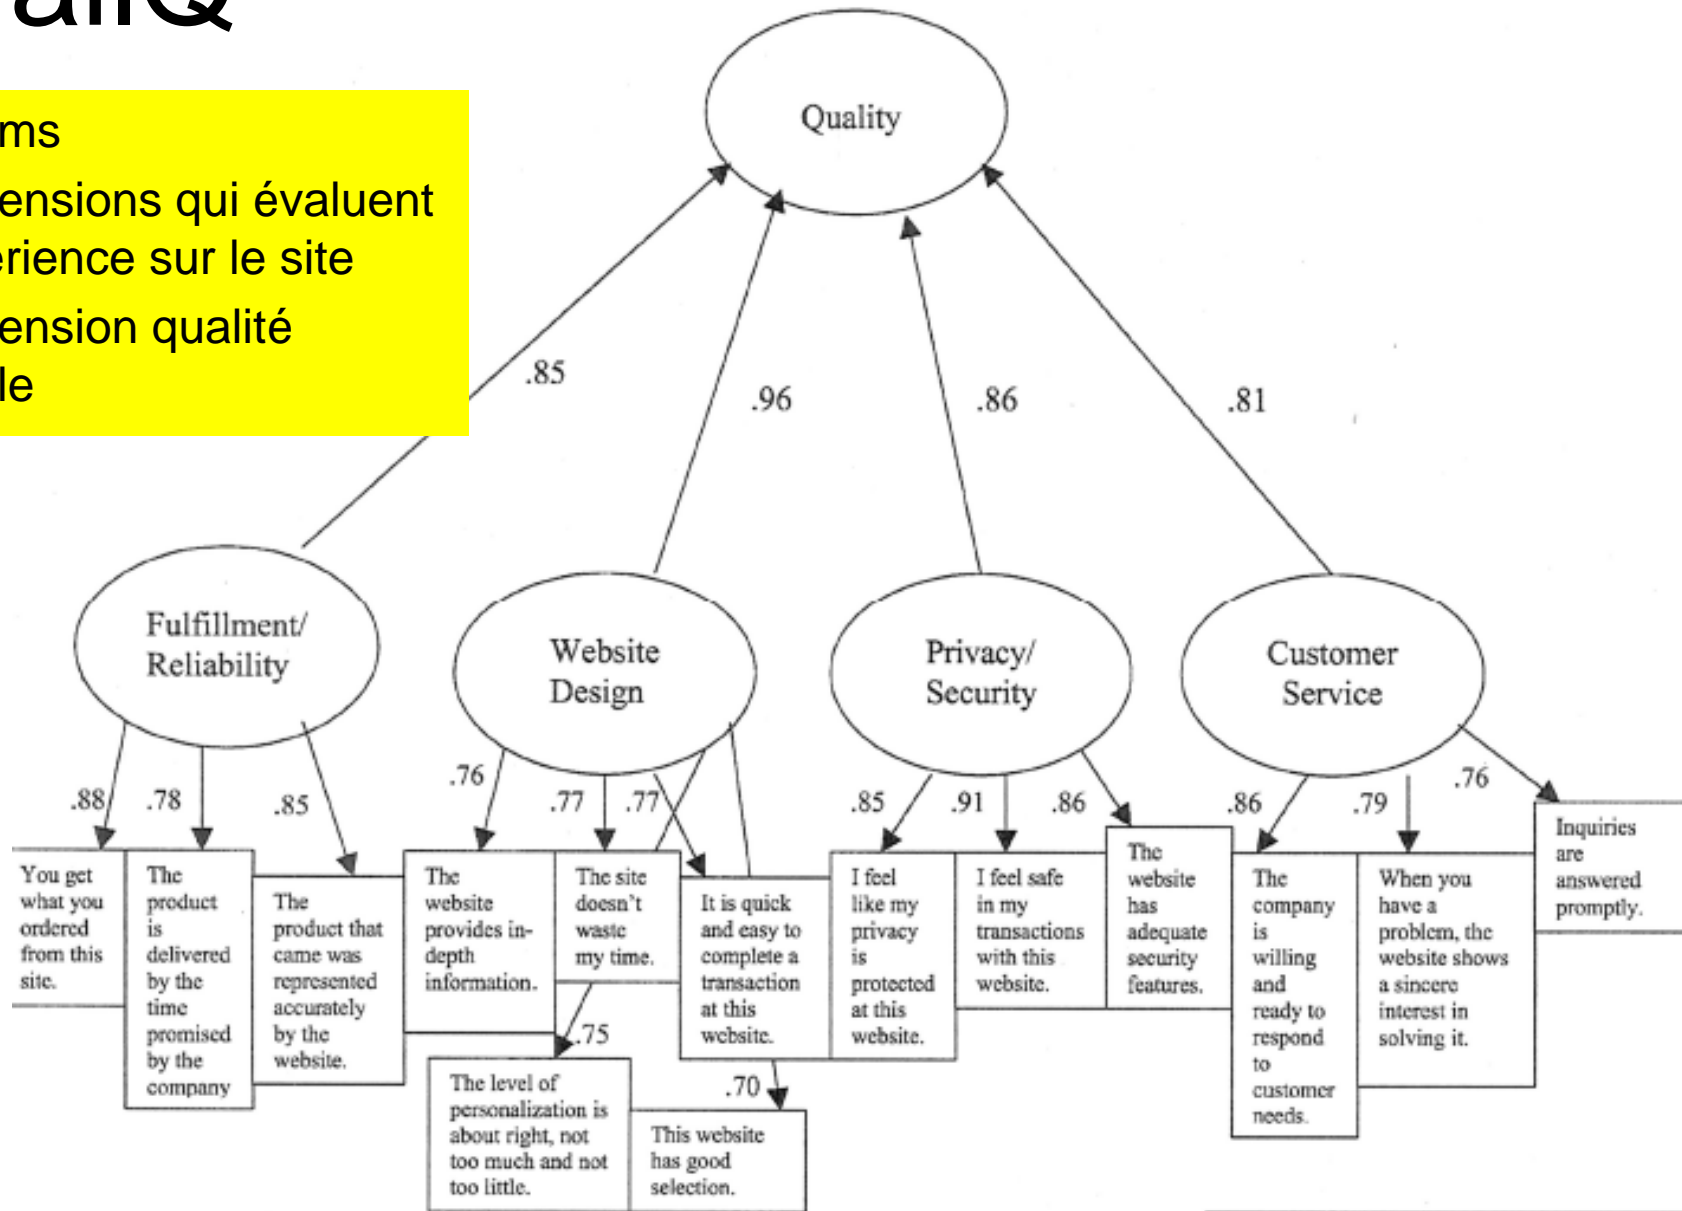 aliQ
ms
ensions qui évaluent
érience sur le site
ension qualité
le
Quality
.85
.96
.86
.81
Fulfillment/
Reliability
Website
Design
Privacy/
Security
Customer
Service
.88
.78
.85
.76
.77
.77
.85
.91
.86
.86
.79
.76
You get
what you
ordered
from this
site.
The
product
is
delivered
by the
time
promised
by the
company
The
product that
came was
represented
accurately
by the
website.
The
website
provides in-
depth
information.
The site
doesn't
waste
my time.
It is quick
and easy to
complete a
transaction
at this
website.
I feel
like my
privacy
is
protected
at this
website.
I feel safe
in my
transactions
with this
website.
The
website
has
adequate
security
features.
The
company
is
willing
and
ready to
respond
to
customer
needs.
When you
have a
problem, the
website shows
a sincere
interest in
solving it.
Inquiries
are
answered
promptly.
.75
.70
The level of
personalization is
about right, not
too much and not
too little.
This website
has good
selection.